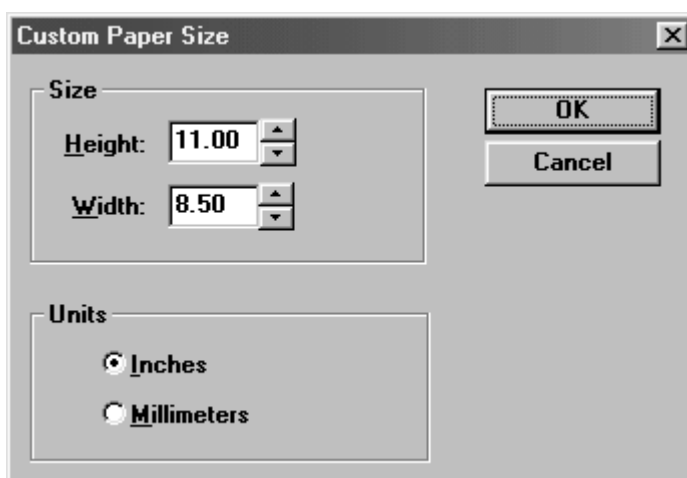 Custom Paper Size
Size
Height: 11.00
Width: 8.50
OK
Cancel
Units
Inches
Millimeters